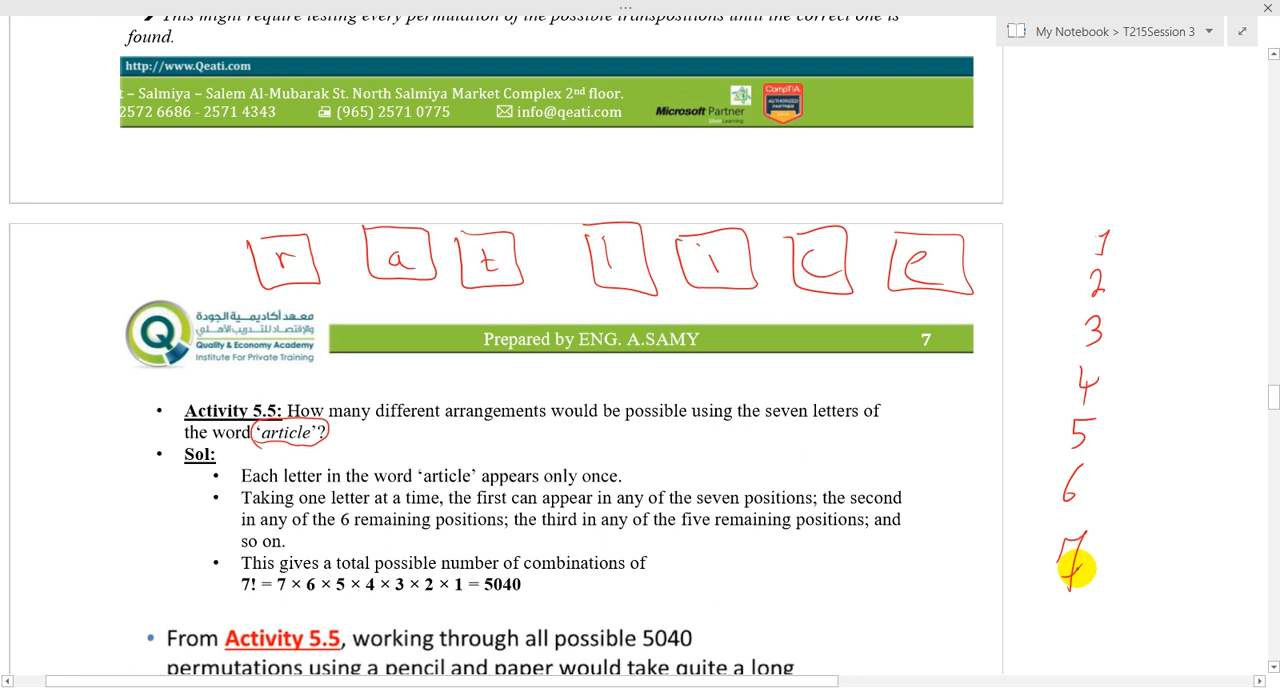 This might require testing every permutation of the possible transpositions until the correct one is
found.
My Notebook > T215Session 3
http://www.Qeati.com
t – Salmiya – Salem Al-Mubarak St. North Salmiya Market Complex 2nd floor.
2572 6686 - 2571 4343 (965) 2571 0775 info@qeati.com
Microsoft Partner
CompTIA
AUTHORIZED
PARTNER
r a t l i c e
1
2
3
4
5
6
7
معهد أكاديمية الجودة
والإقتصاد للتدريب الأهلي
Quality & Economy Academy
Institute For Private Training
Q
Prepared by ENG. A.SAMY 7
• Activity 5.5: How many different arrangements would be possible using the seven letters of
the word ‘article’?
• Sol:
• Each letter in the word ‘article’ appears only once.
• Taking one letter at a time, the first can appear in any of the seven positions; the second
in any of the 6 remaining positions; the third in any of the five remaining positions; and
so on.
• This gives a total possible number of combinations of
7! = 7 × 6 × 5 × 4 × 3 × 2 × 1 = 5040
• From Activity 5.5, working through all possible 5040
permutations using a pencil and paper would take quite a long